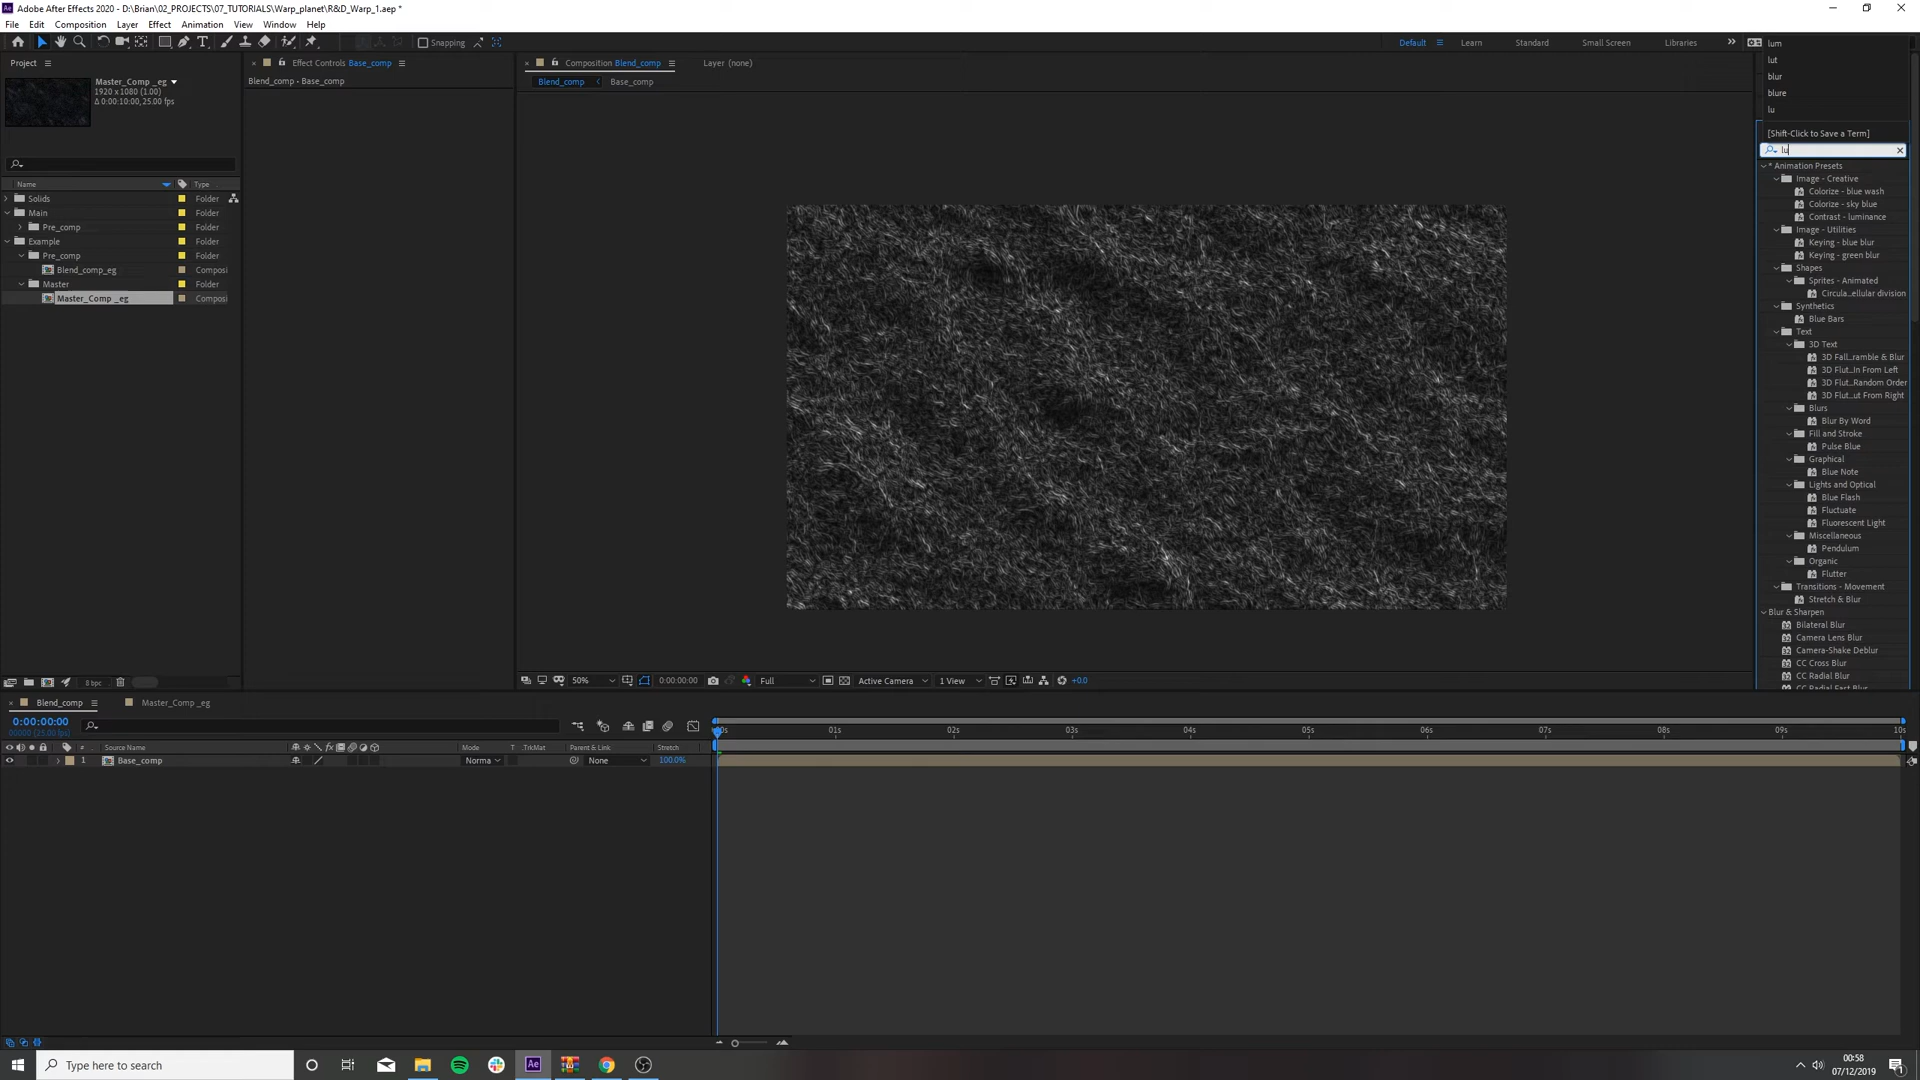 Adobe After Effects 2020 - D:\Brian\02_PROJECTS\07_TUTORIALS\Warp_planet\R&D_Warp_1.aep *
File Edit Composition Layer Effect Animation View Window Help
Snapping
Default Learn Standard Small Screen Libraries
lum
lut
blur
blure
lu
[Shift-Click to Save a Term]
lu
Project
Effect Controls Base_comp
Composition Blend_comp
Layer (none)
Master_Comp _eg
1920 x 1080 (1.00)
Δ 0:00:10:00, 25.00 fps
Blend_comp • Base_comp
Blend_comp
Base_comp
Name Type
Solids Folder
Main Folder
Pre_comp Folder
Example Folder
Pre_comp Folder
Blend_comp_eg Composi
Master Folder
Master_Comp _eg Composi
* Animation Presets
Image - Creative
Colorize - blue wash
Colorize - sky blue
Contrast - luminance
Image - Utilities
Keying - blue blur
Keying - green blur
Shapes
Sprites - Animated
Circula...ellular division
Synthetics
Blue Bars
Text
3D Text
3D Fall...ramble & Blur
3D Flut...In From Left
3D Flut...Random Order
3D Flut...ut From Right
Blurs
Blur By Word
Fill and Stroke
Pulse Blue
Graphical
Blue Note
Lights and Optical
Blue Flash
Fluctuate
Fluorescent Light
Miscellaneous
Pendulum
Organic
Flutter
Transitions - Movement
Stretch & Blur
Blur & Sharpen
Bilateral Blur
Camera Lens Blur
Camera-Shake Deblur
CC Cross Blur
CC Radial Blur
CC Radial Fast Blur
8 bpc
50% 0:00:00:00 Full Active Camera 1 View +0.0
Blend_comp
Master_Comp _eg
0:00:00:00
00000 (25.00 fps)
# Source Name Mode T .TrkMat Parent & Link Stretch
1 Base_comp Norma None 100.0%
01s 02s 03s 04s 05s 06s 07s 08s 09s 10s
Type here to search
Ae
00:58
07/12/2019